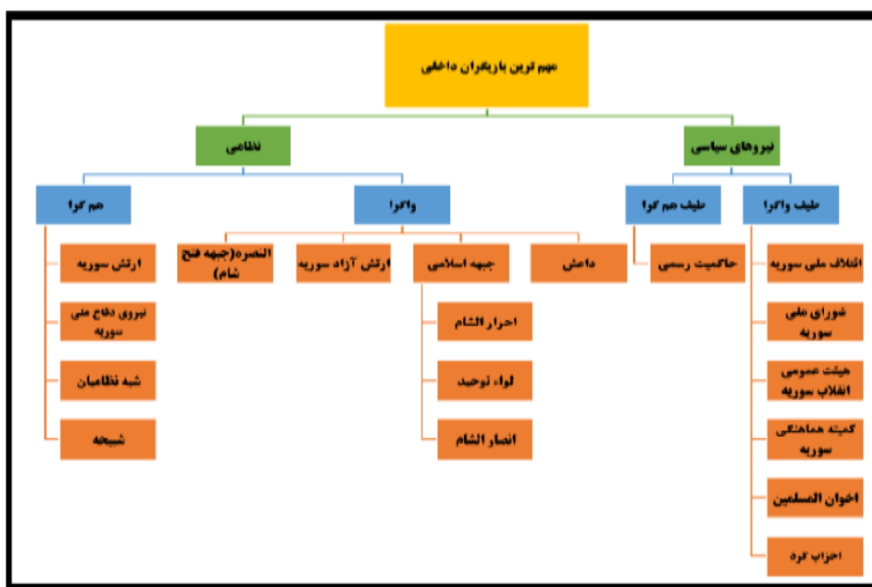 مهم ترین بازیگران داخلی
نیروهای سیاسی
نظامی
طیف واگرا
طیف هم گرا
واگرا
هم گرا
ائتلاف ملی سوریه
شورای ملی
سوریه
هیئت عمومی
انقلاب سوریه
کمیته هماهنگی
سوریه
اخوان المسلمین
احزاب کرد
حاکمیت رسمی
داعش
جبهه اسلامی
احرار الشام
لواء توحید
انصار الشام
ارتش آزاد سوریه
النصره(جبهه فتح
شام)
ارتش سوریه
نیروی دفاع ملی
سوریه
شبه نظامیان
شبیحه